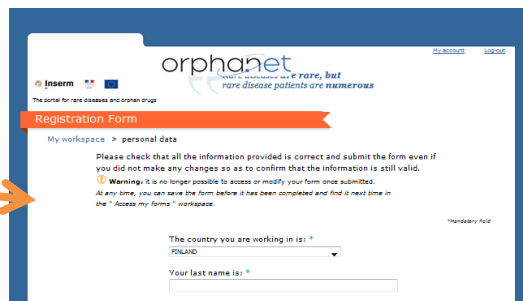 My account Log-out
orphanet
Inserm
rare, but
rare disease patients are numerous
The portal for rare diseases and orphan drugs
Registration Form
My workspace > personal data
Please check that all the information provided is correct and submit the form even if
you did not make any changes so as to confirm that the information is still valid.
Warning: it is no longer possible to access or modify your form once submitted.
At any time, you can save the form before it has been completed and find it next time in
the " Access my forms " workspace.
*Mandatory field
The country you are working in is: *
FINLAND
Your last name is: *